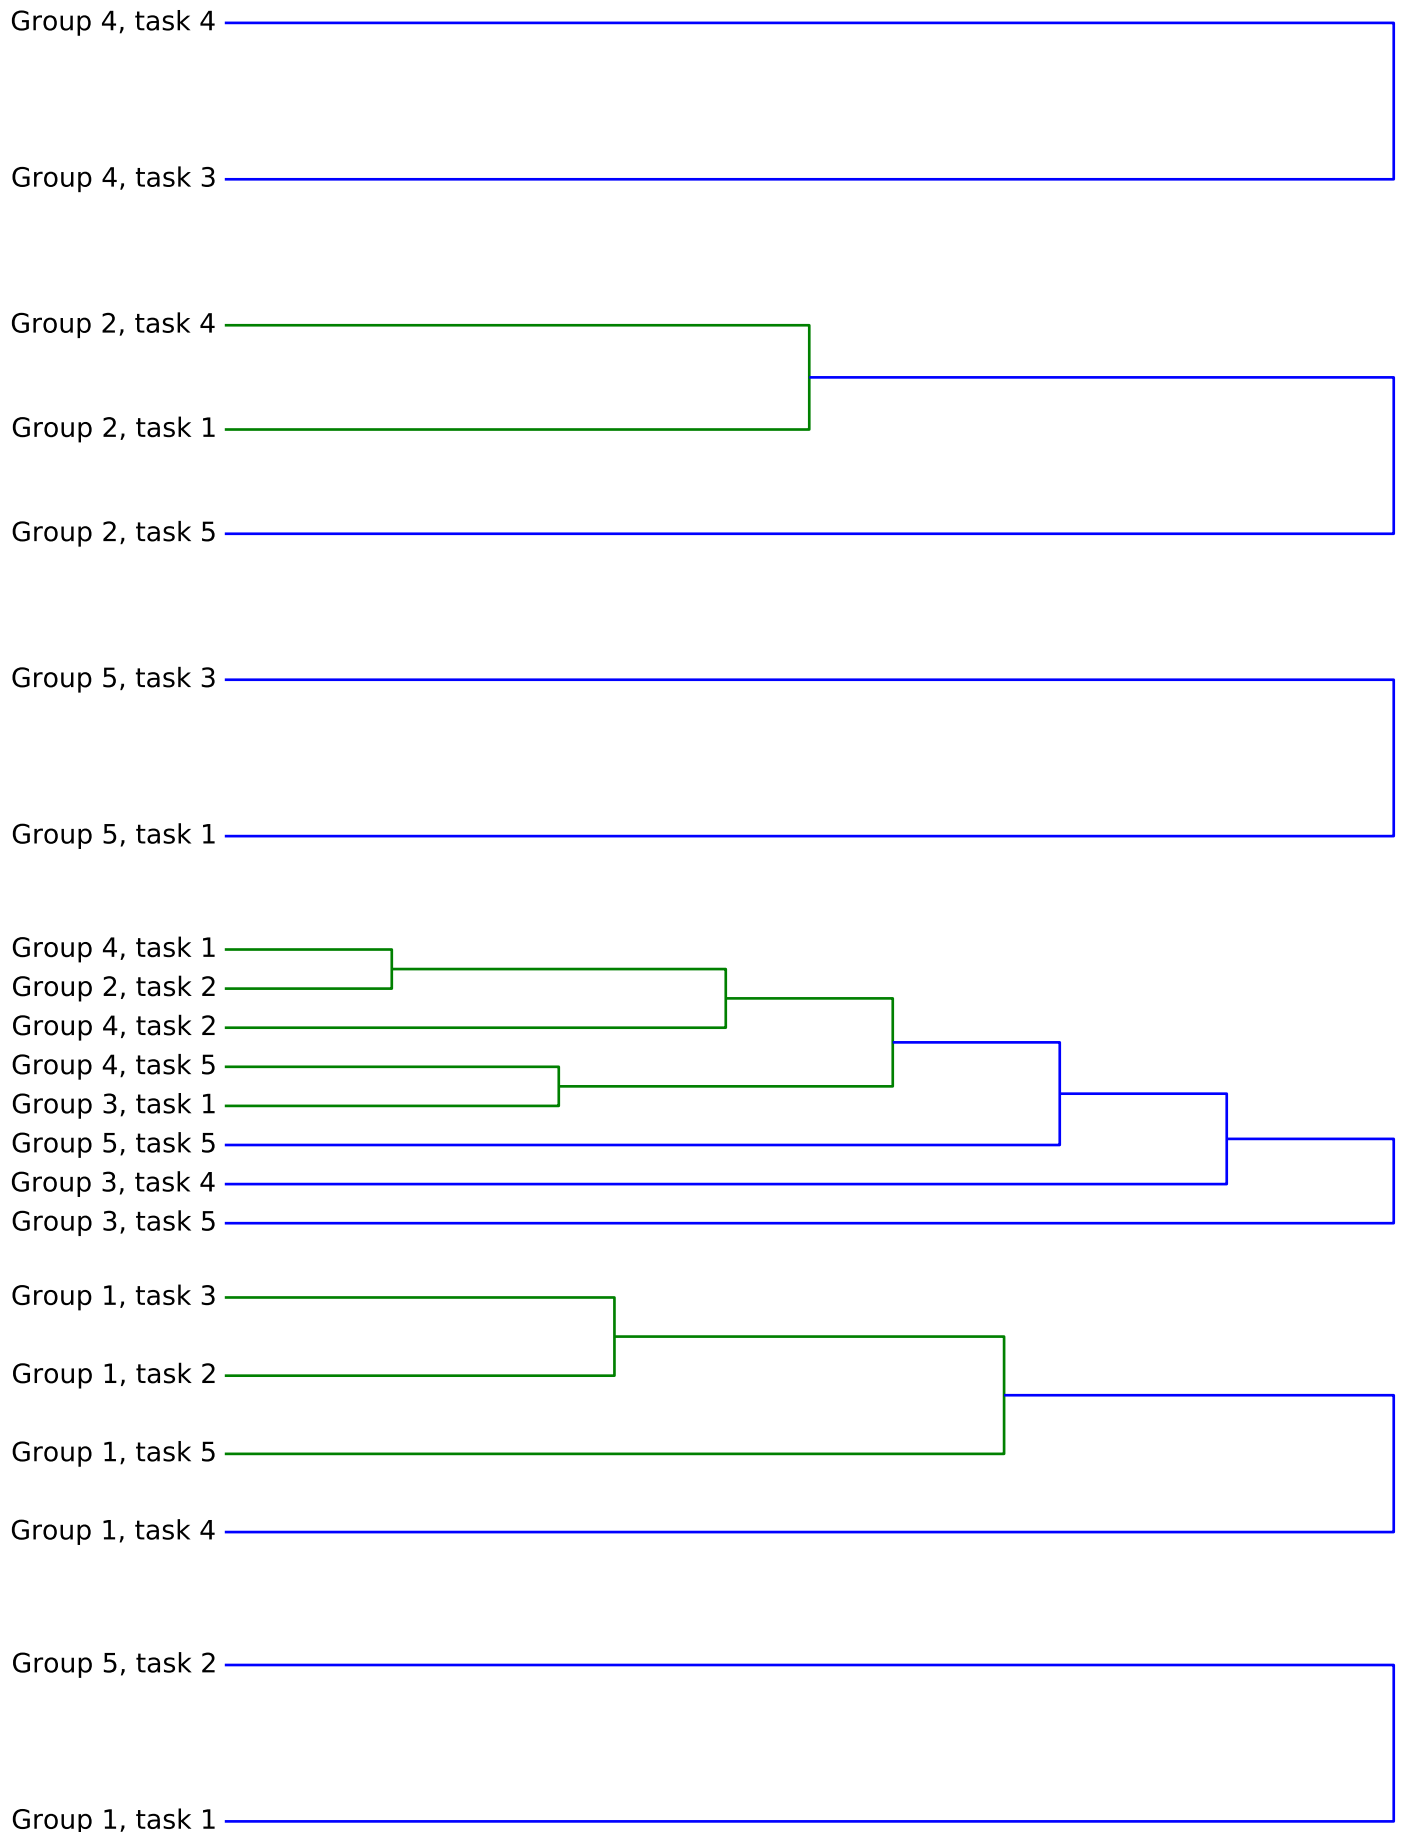 Group 4, task 4
Group 4, task 3
Group 2, task 4
Group 2, task 1
Group 2, task 5
Group 5, task 3
Group 5, task 1
Group 4, task 1
Group 2, task 2
Group 4, task 2
Group 4, task 5
Group 3, task 1
Group 5, task 5
Group 3, task 4
Group 3, task 5
Group 1, task 3
Group 1, task 2
Group 1, task 5
Group 1, task 4
Group 5, task 2
Group 1, task 1